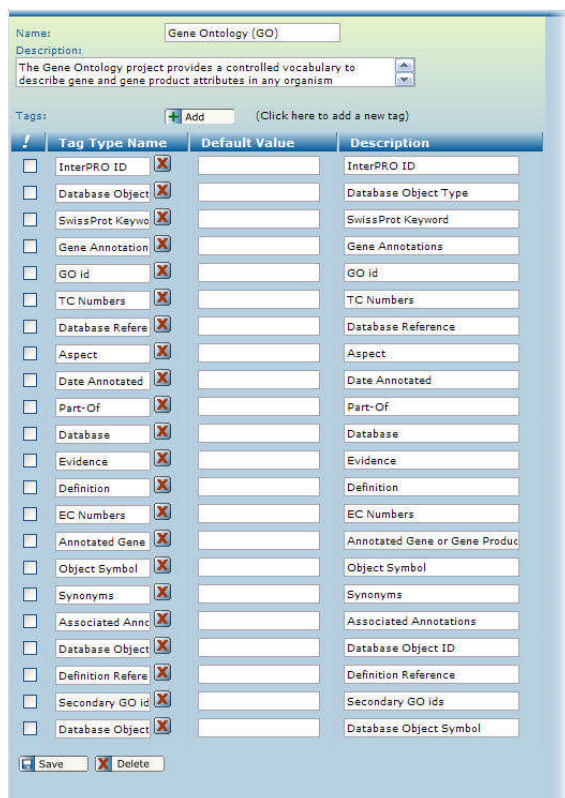 Name: Gene Ontology (GO)
Description:
The Gene Ontology project provides a controlled vocabulary to
describe gene and gene product attributes in any organism
Tags: Add (Click here to add a new tag)
! Tag Type Name Default Value Description
InterPRO ID InterPRO ID
Database Object Database Object Type
SwissProt Keywo SwissProt Keyword
Gene Annotation Gene Annotations
GO id GO id
TC Numbers TC Numbers
Database Refere Database Reference
Aspect Aspect
Date Annotated Date Annotated
Part-Of Part-Of
Database Database
Evidence Evidence
Definition Definition
EC Numbers EC Numbers
Annotated Gene Annotated Gene or Gene Produc
Object Symbol Object Symbol
Synonyms Synonyms
Associated Annc Associated Annotations
Database Object Database Object ID
Definition Refere Definition Reference
Secondary GO id Secondary GO ids
Database Object Database Object Symbol
Save Delete